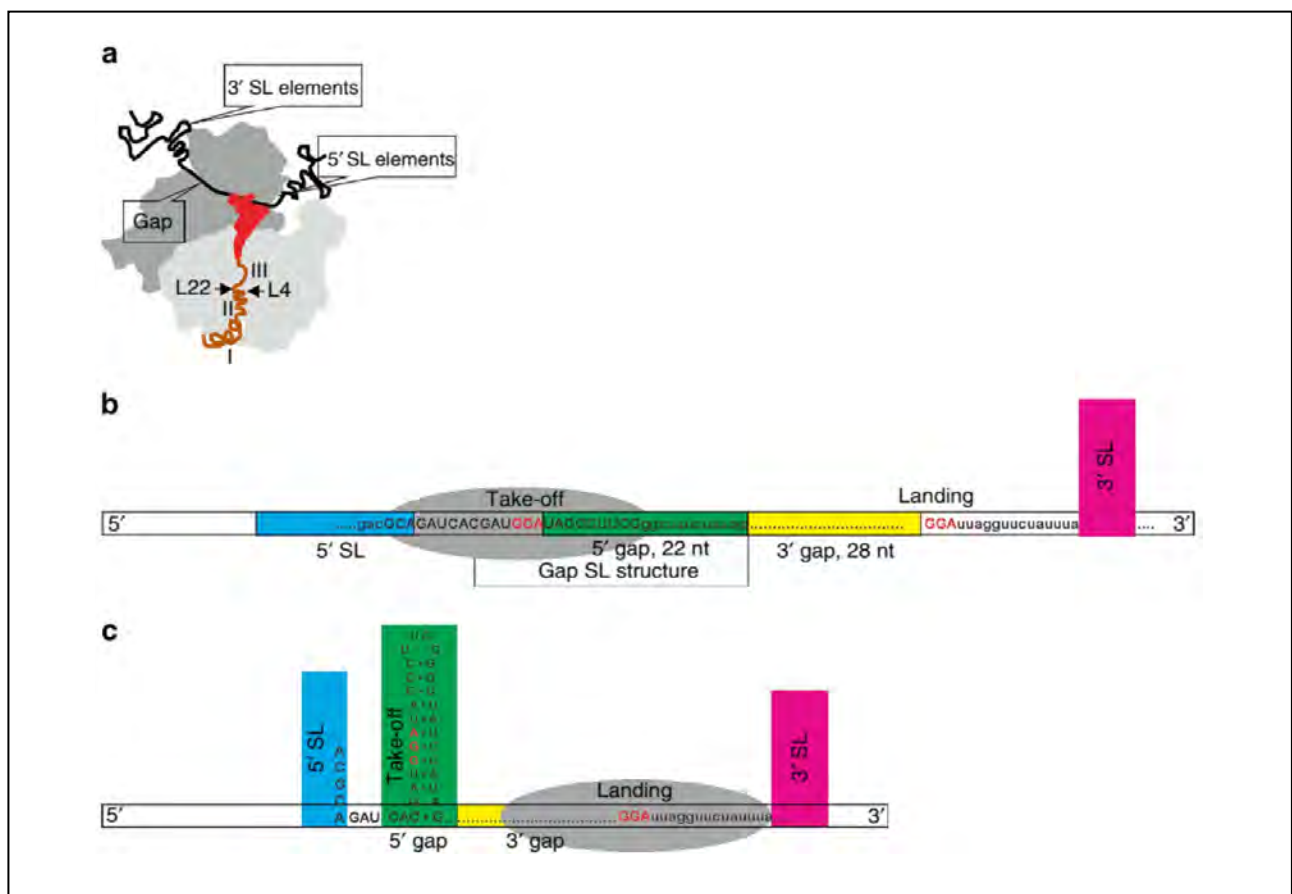 a
3′ SL elements
5′ SL elements
Gap
III
L22
L4
II
I
b
3′ SL
Take-off
Landing
5′
GAUCACGAUGGA
GGAuuagguucuauuua
3′
5′ SL
5′ gap, 22 nt
3′ gap, 28 nt
Gap SL structure
c
5′ SL
Take-off
3′ SL
Landing
5′
A GAU CAC • G
GGAuuagguucuauuua
3′
5′ gap
3′ gap